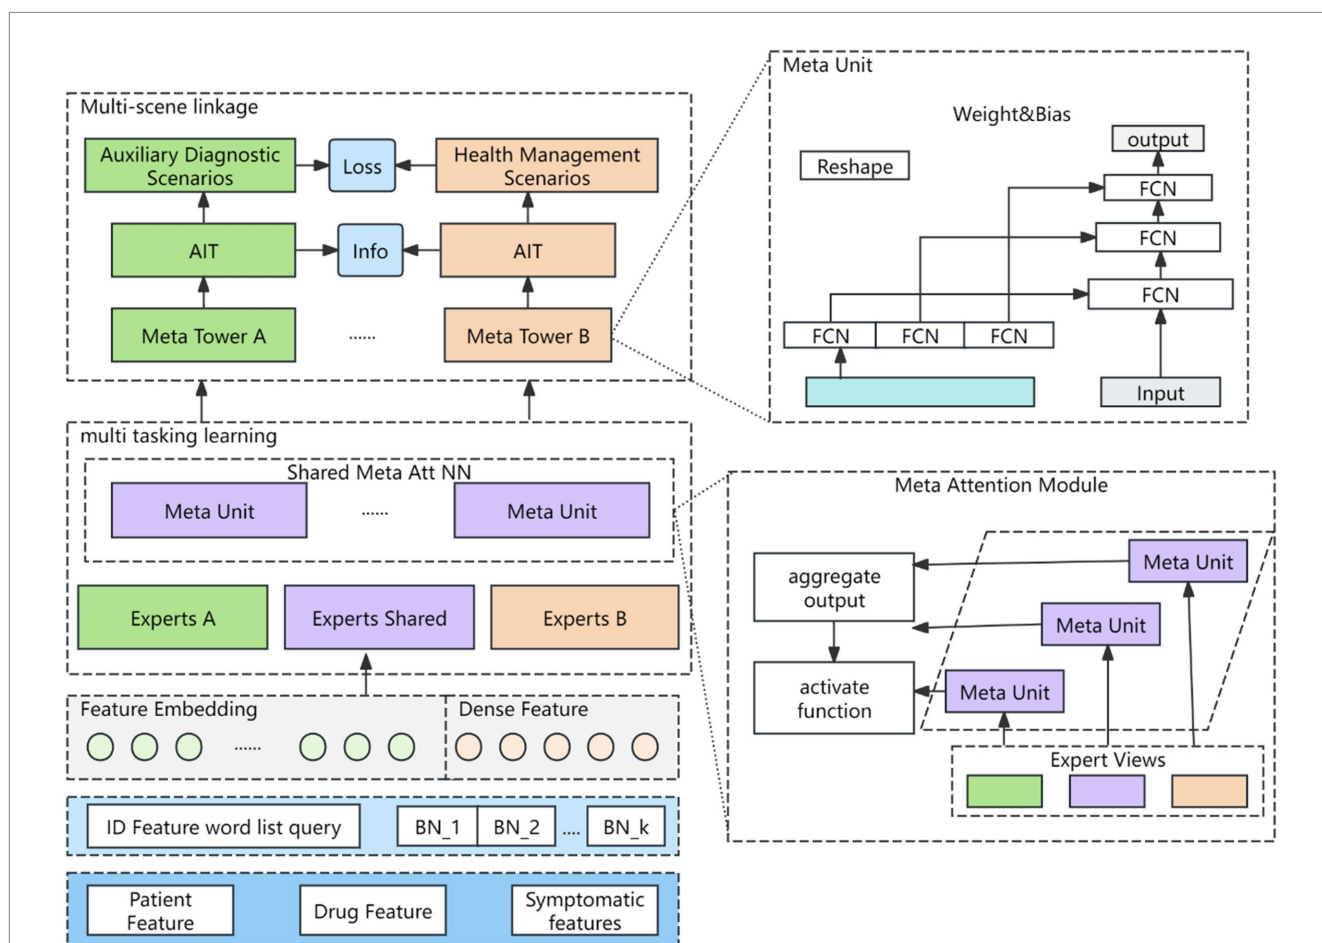 Multi-scene linkage
Auxiliary Diagnostic
Scenarios
Loss
Health Management
Scenarios
AIT
Info
AIT
Meta Tower A
......
Meta Tower B
multi tasking learning
Shared Meta Att NN
Meta Unit
......
Meta Unit
Experts A
Experts Shared
Experts B
Feature Embedding
Dense Feature
......
ID Feature word list query
BN_1
BN_2
....
BN_k
Patient
Feature
Drug Feature
Symptomatic
features
Meta Unit
Weight&Bias
output
Reshape
FCN
FCN
FCN
FCN
FCN
FCN
Input
Meta Attention Module
aggregate
output
Meta Unit
Meta Unit
activate
function
Meta Unit
Expert Views